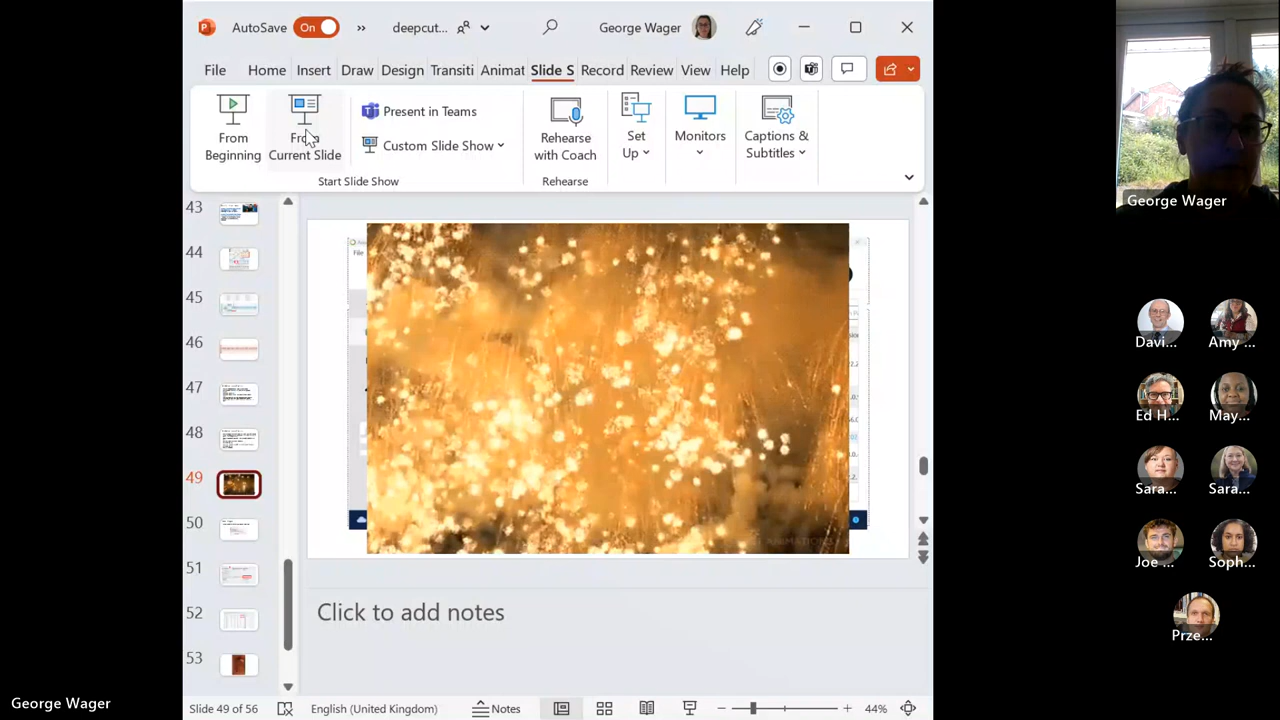 AutoSave On » deepcut... George Wager
File Home Insert Draw Design Transiti Animat Slide S Record Review View Help
From Beginning
From Current Slide
Present in Teams
Custom Slide Show
Start Slide Show
Rehearse with Coach
Rehearse
Set Up
Monitors
Captions & Subtitles
43
44
45
46
47
48
49
50
51
52
53
File
Click to add notes
Slide 49 of 56 English (United Kingdom) Notes 44%
George Wager
George Wager
Davi... Amy ...
Ed H... May...
Sara... Sara...
Joe ... Soph...
Prze...